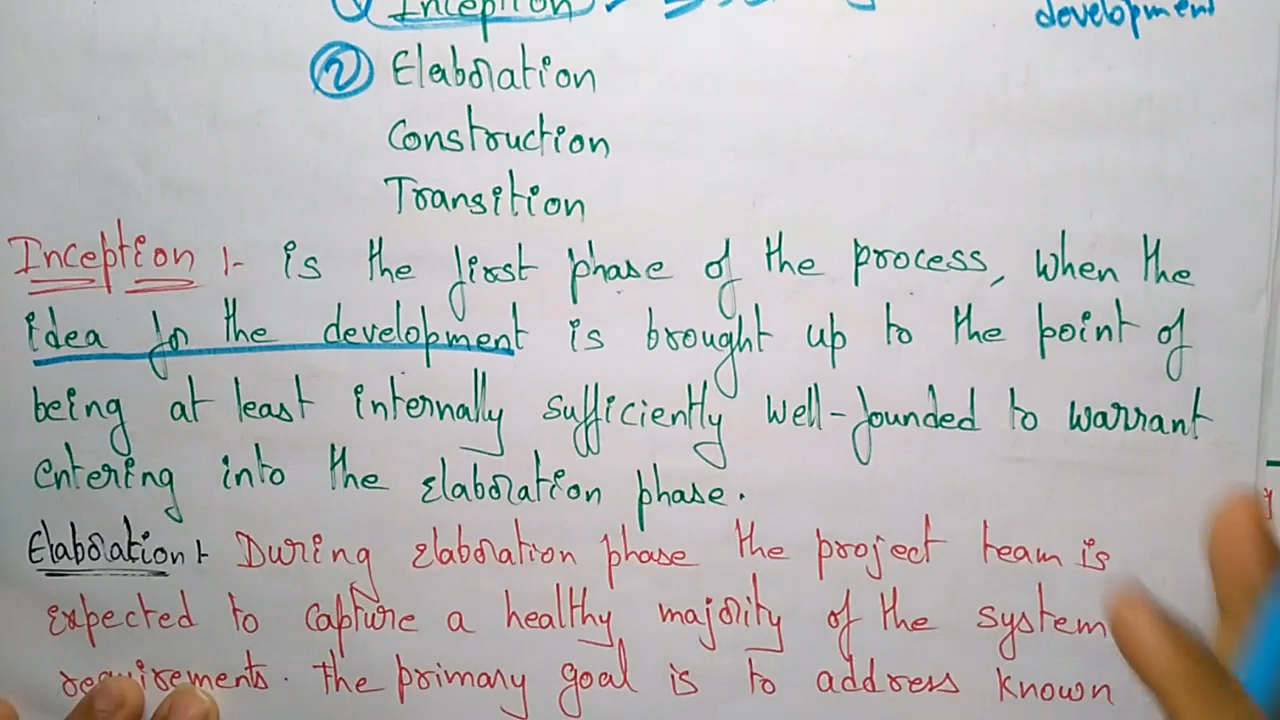 ① Inception
development
② Elaboration
Construction
Transition
Inception :- is the first phase of the process, when the
idea for the development is brought up to the point of
being at least internally sufficiently well-founded to warrant
entering into the elaboration phase.
Elaboration :- During elaboration phase the project team is
expected to capture a healthy majority of the system
requirements. the primary goal is to address known